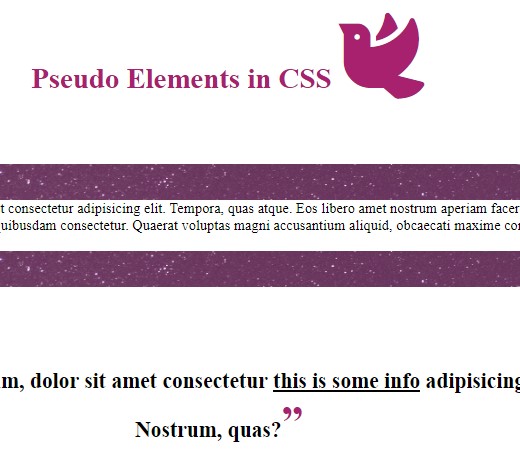 Pseudo Elements in CSS
t consectetur adipisicing elit. Tempora, quas atque. Eos libero amet nostrum aperiam facer
uibusdam consectetur. Quaerat voluptas magni accusantium aliquid, obcaecati maxime
m, dolor sit amet consectetur this is some info adipisicing
Nostrum, quas?”